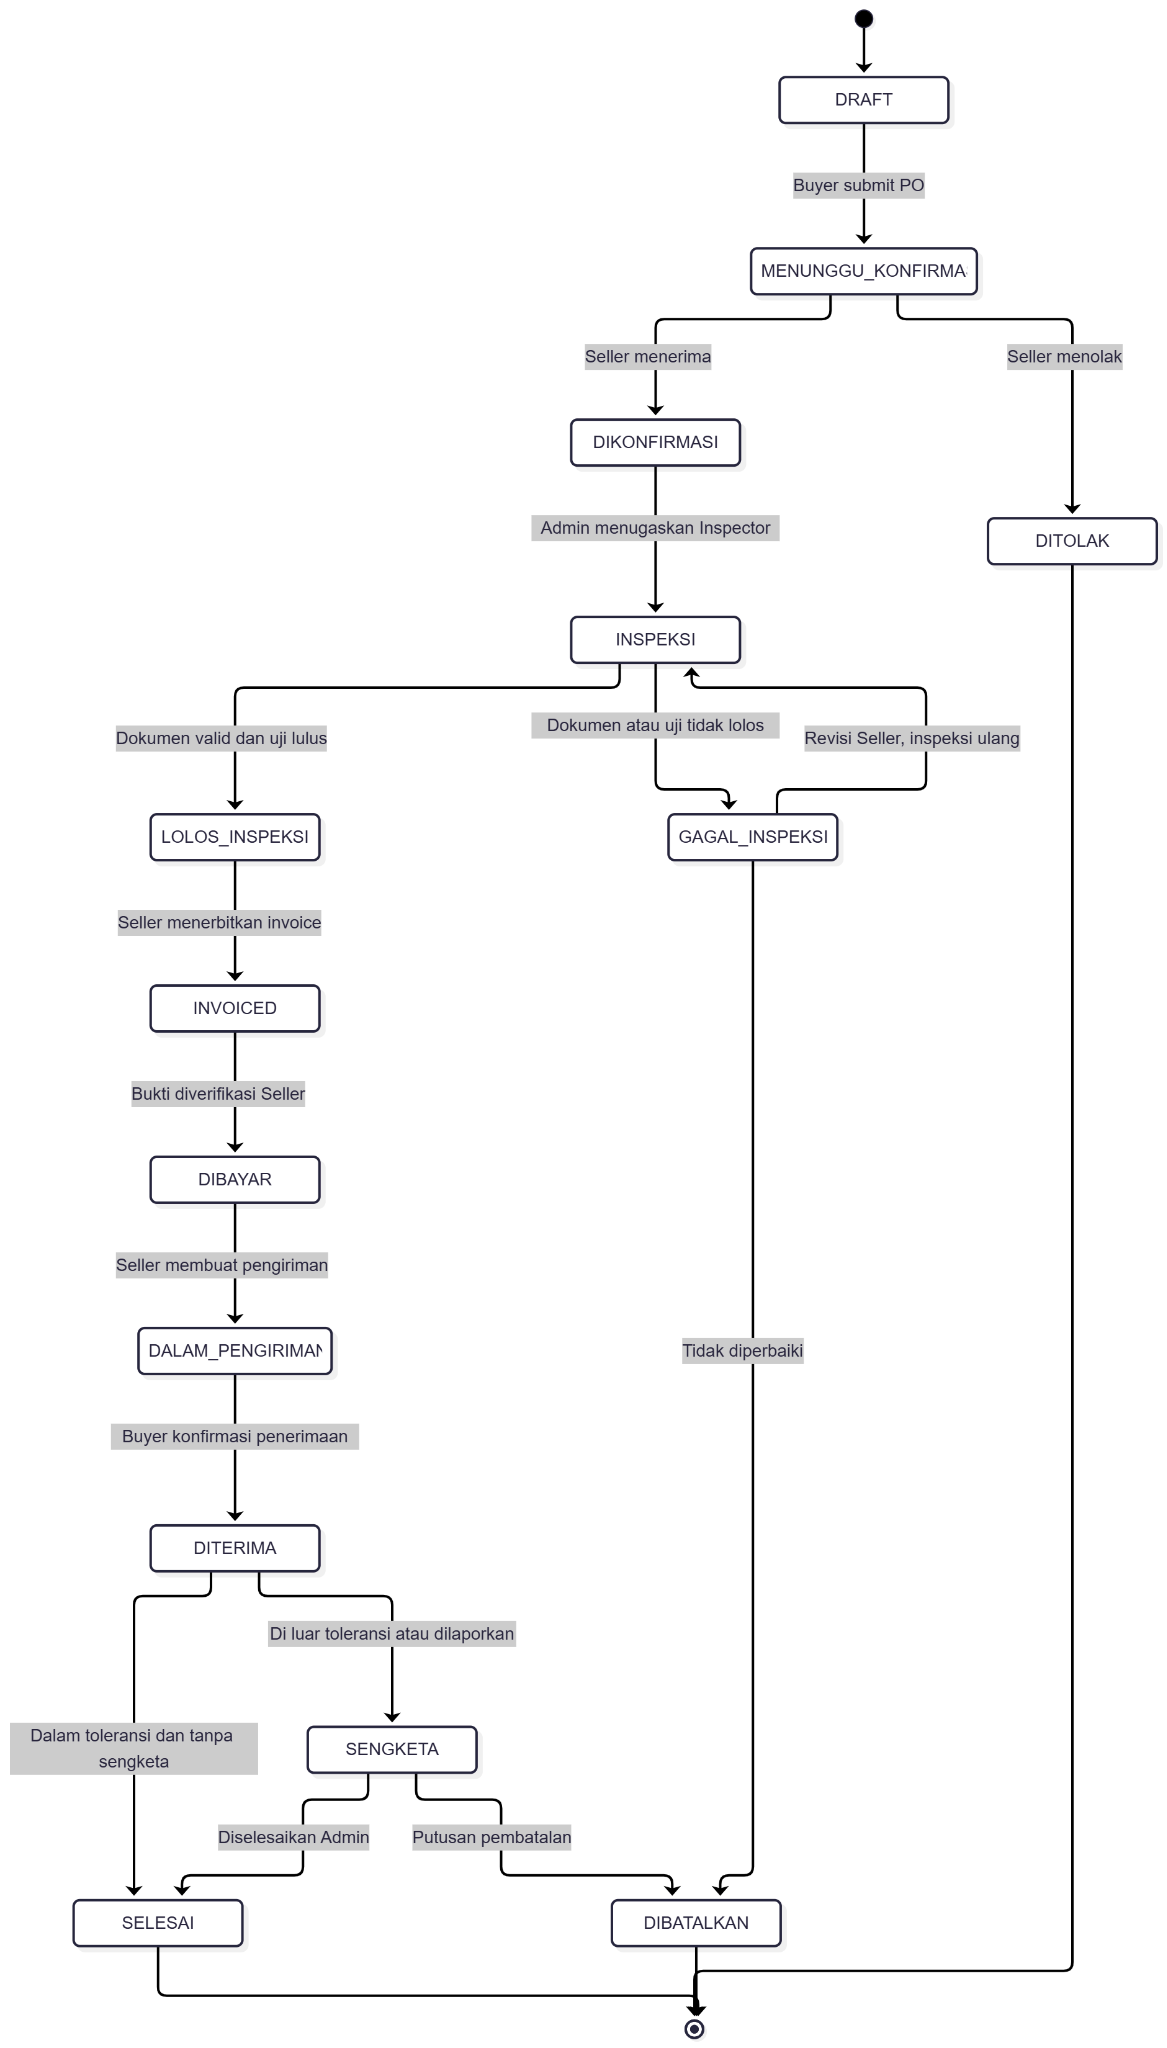 DRAFT
Buyer submit PO
MENUNGGU_KONFIRMA
Seller menerima
Seller menolak
DIKONFIRMASI
Admin menugaskan Inspector
DITOLAK
INSPEKSI
Dokumen valid dan uji lulus
Dokumen atau uji tidak lolos
Revisi Seller, inspeksi ulang
LOLOS_INSPEKSI
GAGAL_INSPEKSI
Seller menerbitkan invoice
INVOICED
Bukti diverifikasi Seller
DIBAYAR
Seller membuat pengiriman
DALAM_PENGIRIMAN
Tidak diperbaiki
Buyer konfirmasi penerimaan
DITERIMA
Di luar toleransi atau dilaporkan
Dalam toleransi dan tanpa
sengketa
SENGKETA
Diselesaikan Admin
Putusan pembatalan
SELESAI
DIBATALKAN